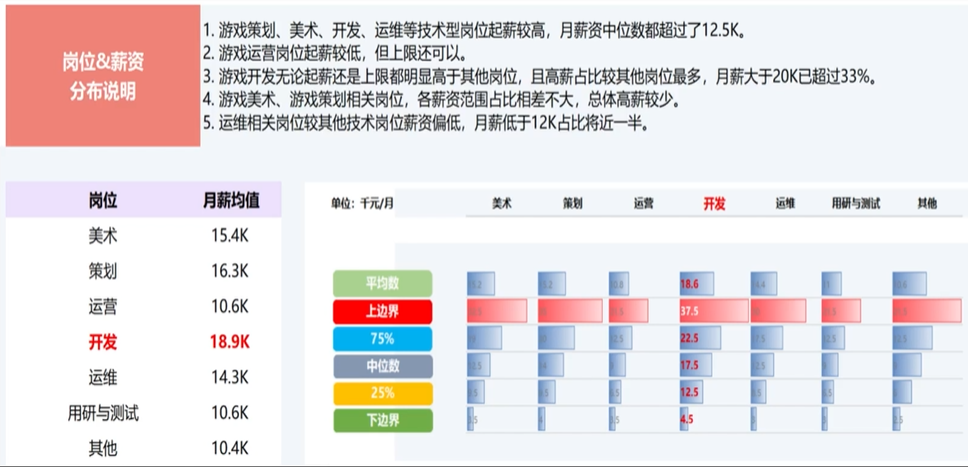 岗位&薪资
分布说明
1. 游戏策划、美术、开发、运维等技术型岗位起薪较高，月薪资中位数都超过了12.5K。
2. 游戏运营岗位起薪较低，但上限还可以。
3. 游戏开发无论起薪还是上限都明显高于其他岗位，且高薪占比较其他岗位最多，月薪大于20K已超过33%。
4. 游戏美术、游戏策划相关岗位，各薪资范围占比相差不大，总体高薪较少。
5. 运维相关岗位较其他技术岗位薪资偏低，月薪低于12K占比将近一半。
岗位 月薪均值
美术 15.4K
策划 16.3K
运营 10.6K
开发 18.9K
运维 14.3K
用研与测试 10.6K
其他 10.4K
单位：千元/月 美术 策划 运营 开发 运维 用研与测试 其他
平均数 18.6
上边界 37.5
75% 22.5
中位数 17.5
25% 12.5
下边界 4.5